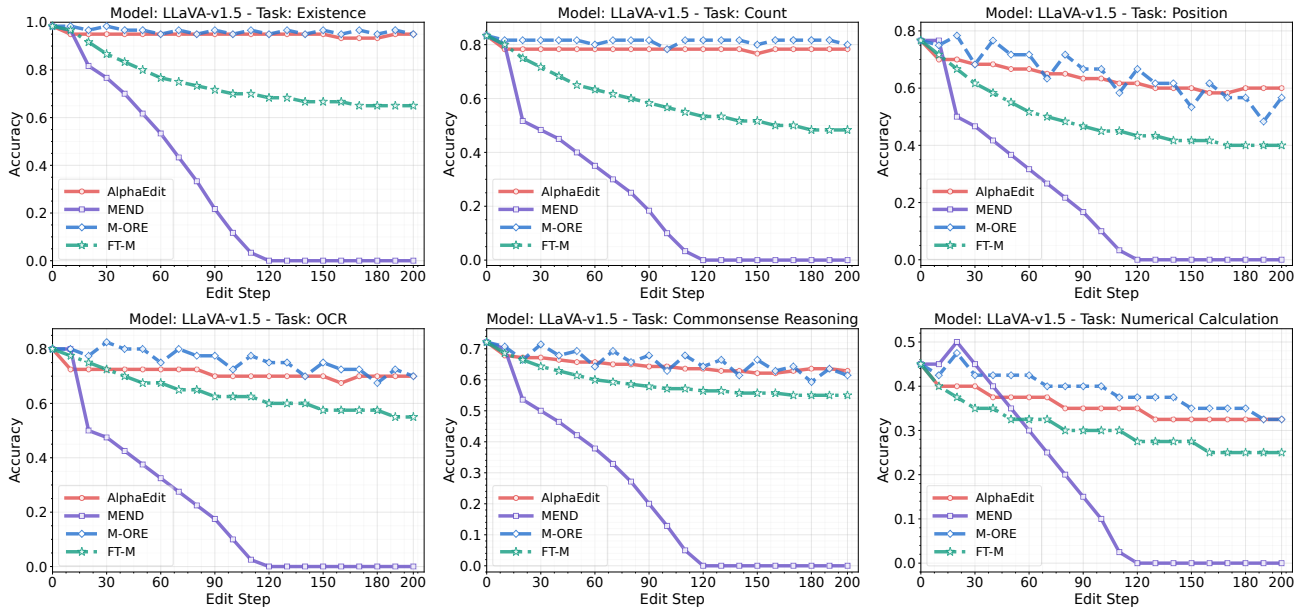 Model: LLaVA-v1.5 - Task: Existence
1.0
0.8
0.6
0.4
0.2
0.0
Accuracy
AlphaEdit
MEND
M-ORE
FT-M
0 30 60 90 120 150 180 200
Edit Step
Model: LLaVA-v1.5 - Task: Count
0.8
0.6
0.4
0.2
0.0
Accuracy
AlphaEdit
MEND
M-ORE
FT-M
0 30 60 90 120 150 180 200
Edit Step
Model: LLaVA-v1.5 - Task: Position
0.8
0.6
0.4
0.2
0.0
Accuracy
AlphaEdit
MEND
M-ORE
FT-M
0 30 60 90 120 150 180 200
Edit Step
Model: LLaVA-v1.5 - Task: OCR
0.8
0.6
0.4
0.2
0.0
Accuracy
AlphaEdit
MEND
M-ORE
FT-M
0 30 60 90 120 150 180 200
Edit Step
Model: LLaVA-v1.5 - Task: Commonsense Reasoning
0.7
0.6
0.5
0.4
0.3
0.2
0.1
0.0
Accuracy
AlphaEdit
MEND
M-ORE
FT-M
0 30 60 90 120 150 180 200
Edit Step
Model: LLaVA-v1.5 - Task: Numerical Calculation
0.5
0.4
0.3
0.2
0.1
0.0
Accuracy
AlphaEdit
MEND
M-ORE
FT-M
0 30 60 90 120 150 180 200
Edit Step